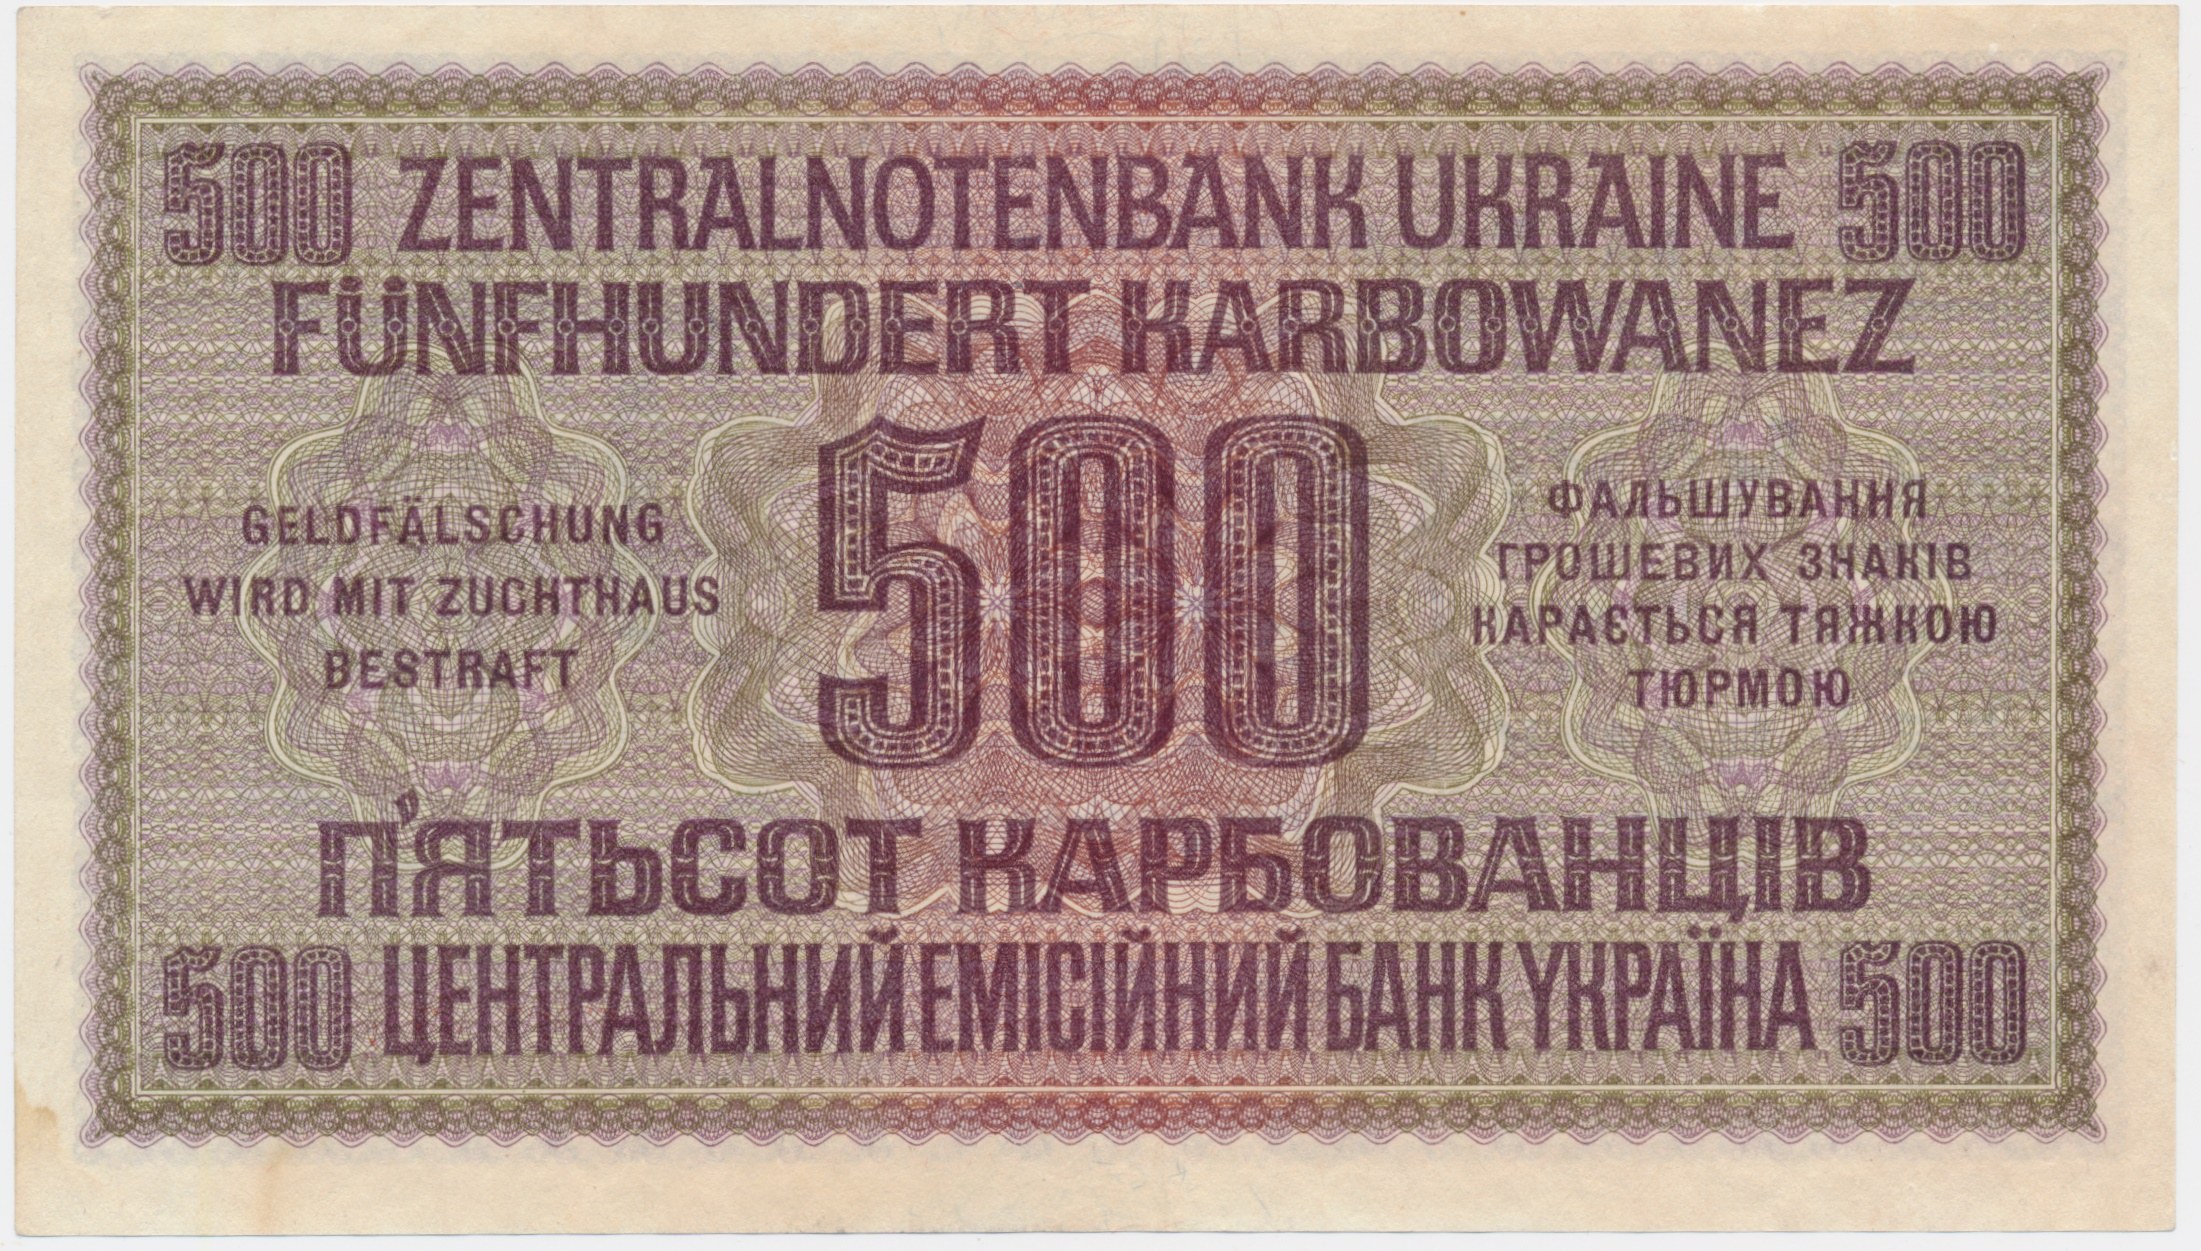 500 ZENTRALNOTENBANK UKRAINE 500
FÜNFHUNDERT KARBOWANEZ
GELDFÄLSCHUNG
WIRD MIT ZUCHTHAUS
BESTRAFT
500
ФАЛЬШУВАННЯ
ГРОШЕВИХ ЗНАКІВ
КАРАЄТЬСЯ ТЯЖКОЮ
ТЮРМОЮ
П'ЯТЬСОТ КАРБОВАНЦІВ
500 ЦЕНТРАЛЬНИЙ ЕМІСІЙНИЙ БАНК УКРАЇНА 500